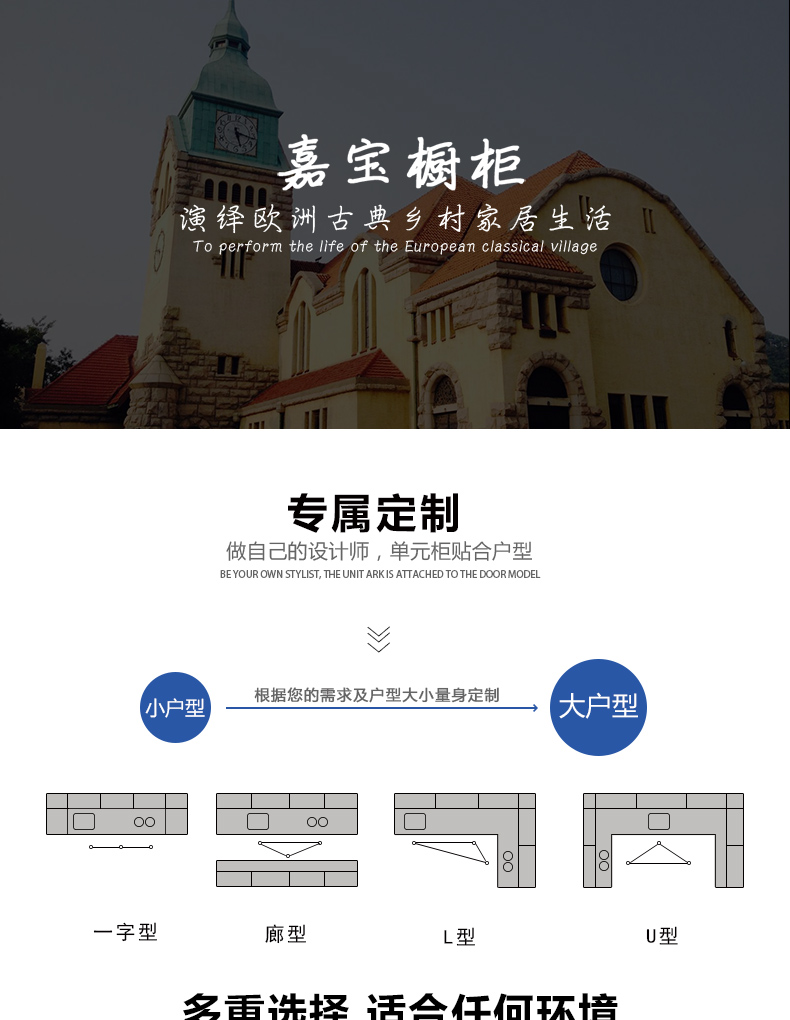 嘉宝橱柜
演绎欧洲古典乡村家居生活
To perform the life of the European classical village
专属定制
做自己的设计师，单元柜贴合户型
BE YOUR OWN STYLIST, THE UNIT ARK IS ATTACHED TO THE DOOR MODEL
小户型
根据您的需求及户型大小量身定制
大户型
一字型
廊型
L型
U型
多重选择 适合任何环境